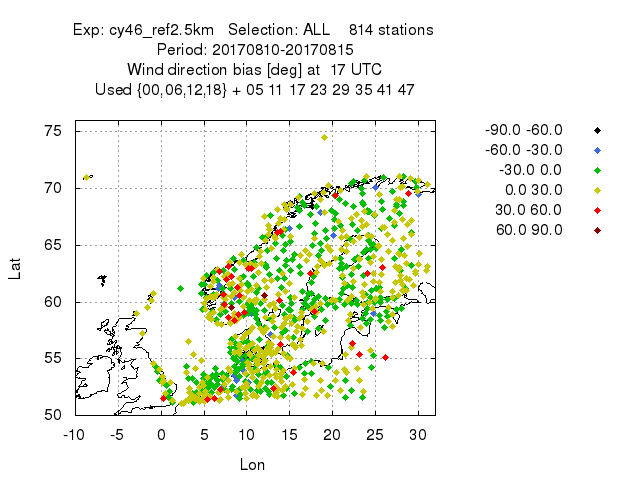 Exp: cy46_ref2.5km Selection: ALL 814 stations
Period: 20170810-20170815
Wind direction bias [deg] at 17 UTC
Used {00,06,12,18} + 05 11 17 23 29 35 41 47
75
70
65
60
55
50
Lat
-10 -5 0 5 10 15 20 25 30
Lon
-90.0 -60.0
-60.0 -30.0
-30.0 0.0
0.0 30.0
30.0 60.0
60.0 90.0